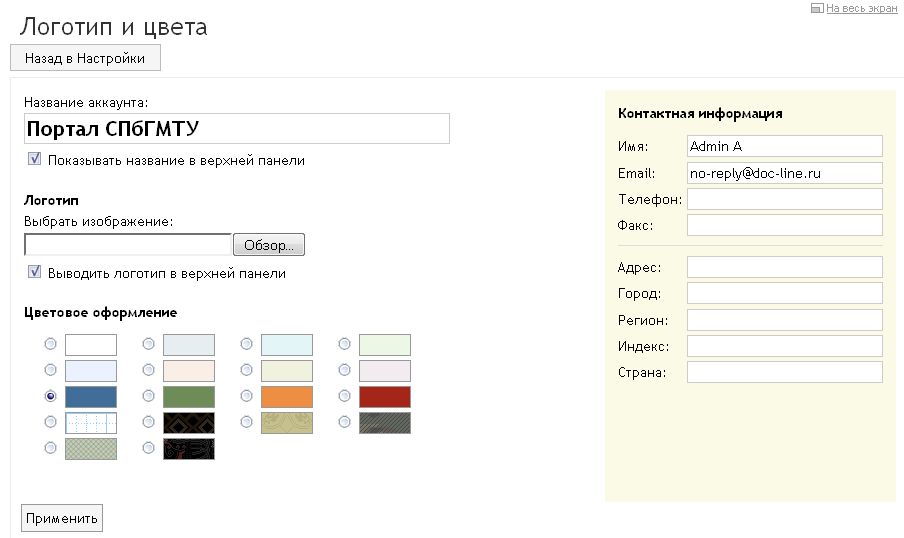 На весь экран
Логотип и цвета
Назад в Настройки
Название аккаунта:
Портал СПбГМТУ
Показывать название в верхней панели
Логотип
Выбрать изображение:
Обзор...
Выводить логотип в верхней панели
Цветовое оформление
Применить
Контактная информация
Имя: Admin A
Email: no-reply@doc-line.ru
Телефон:
Факс:
Адрес:
Город:
Регион:
Индекс:
Страна: